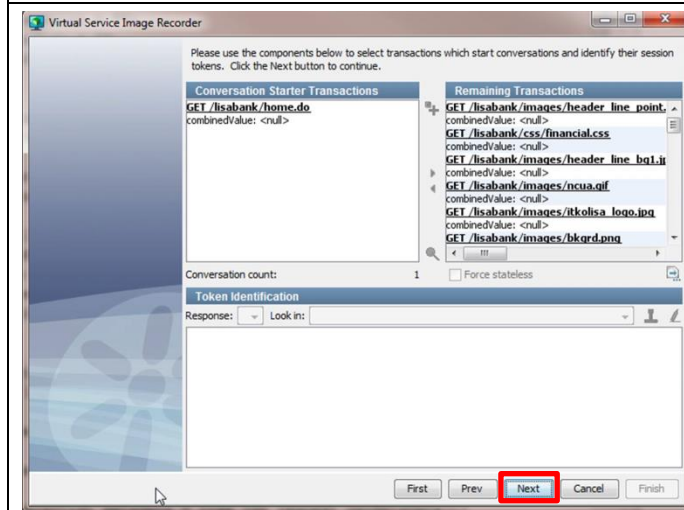 Virtual Service Image Recorder
Please use the components below to select transactions which start conversations and identify their session
tokens. Click the Next button to continue.
Conversation Starter Transactions
GET /lisabank/home.do
combinedValue: <null>
Remaining Transactions
GET /lisabank/images/header_line_point.
combinedValue: <null>
GET /lisabank/css/financial.css
combinedValue: <null>
GET /lisabank/images/header_line_bg1.j
combinedValue: <null>
GET /lisabank/images/ncua.gif
combinedValue: <null>
GET /lisabank/images/itkolisa_logo.jpg
combinedValue: <null>
GET /lisabank/images/bkgrd.png
Conversation count: 1
Force stateless
Token Identification
Response: Look in:
First Prev Next Cancel Finish